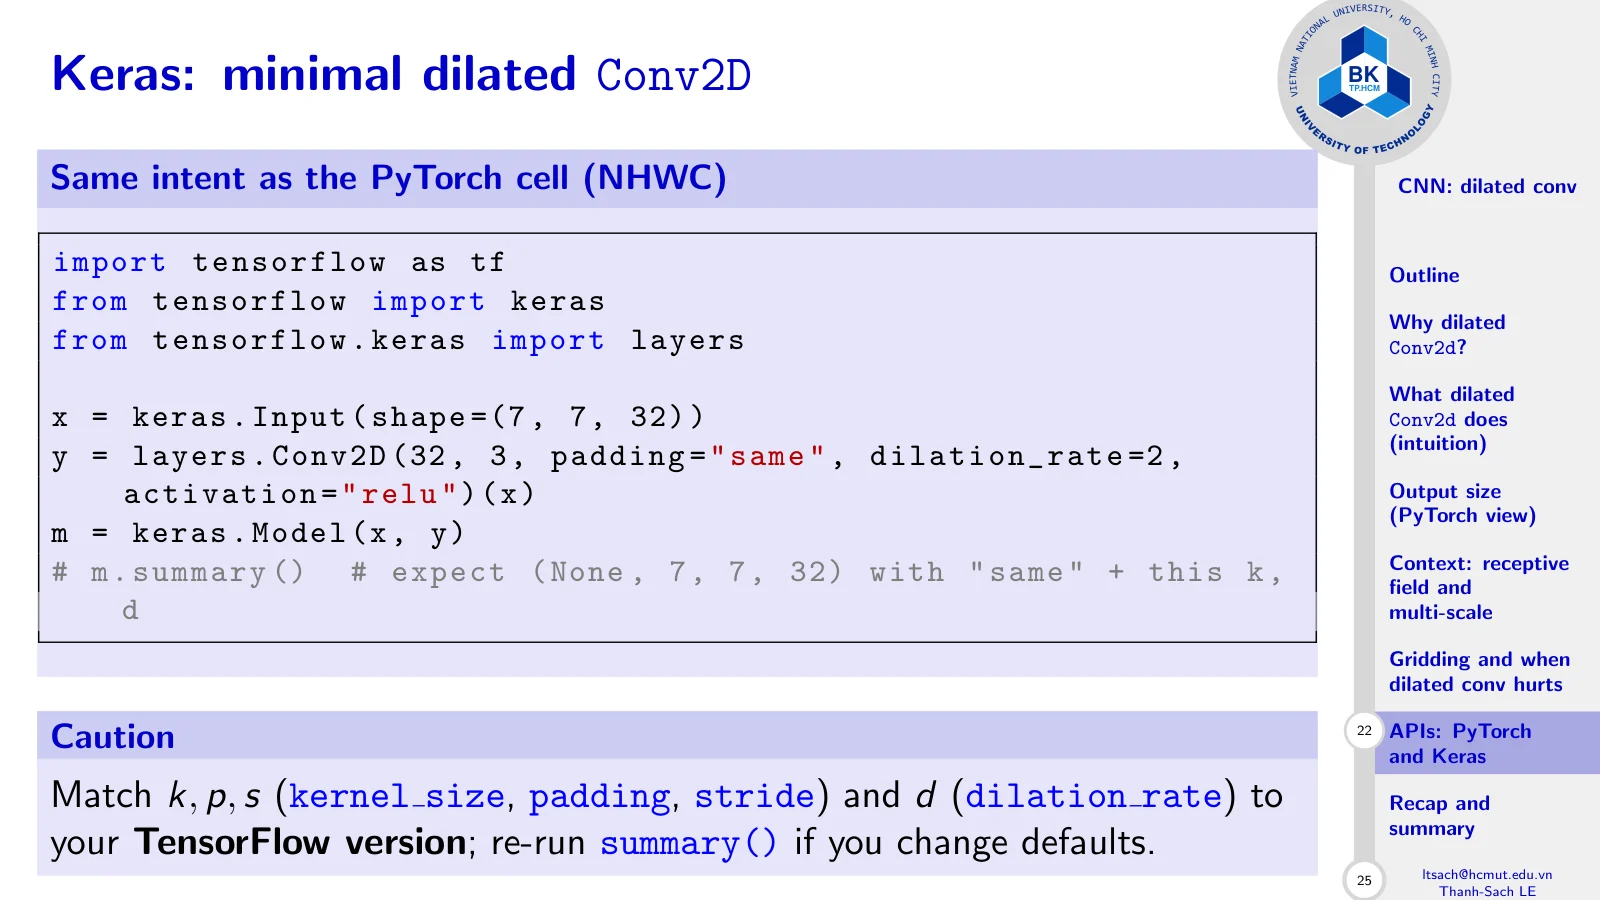 Keras: minimal dilated Conv2D
Same intent as the PyTorch cell (NHWC)
import tensorflow as tf
from tensorflow import keras
from tensorflow.keras import layers
x = keras.Input(shape=(7, 7, 32))
y = layers.Conv2D(32, 3, padding="same", dilation_rate=2,
activation="relu")(x)
m = keras.Model(x, y)
# m.summary()  # expect (None, 7, 7, 32) with "same" + this k,
d
Caution
Match k, p, s (kernel_size, padding, stride) and d (dilation_rate) to
your TensorFlow version; re-run summary() if you change defaults.
VIETNAM NATIONAL UNIVERSITY, HO CHI MINH CITY
BK
TP.HCM
UNIVERSITY OF TECHNOLOGY
CNN: dilated conv
Outline
Why dilated
Conv2d?
What dilated
Conv2d does
(intuition)
Output size
(PyTorch view)
Context: receptive
field and
multi-scale
Gridding and when
dilated conv hurts
22
APIs: PyTorch
and Keras
Recap and
summary
25
ltsach@hcmut.edu.vn
Thanh-Sach LE